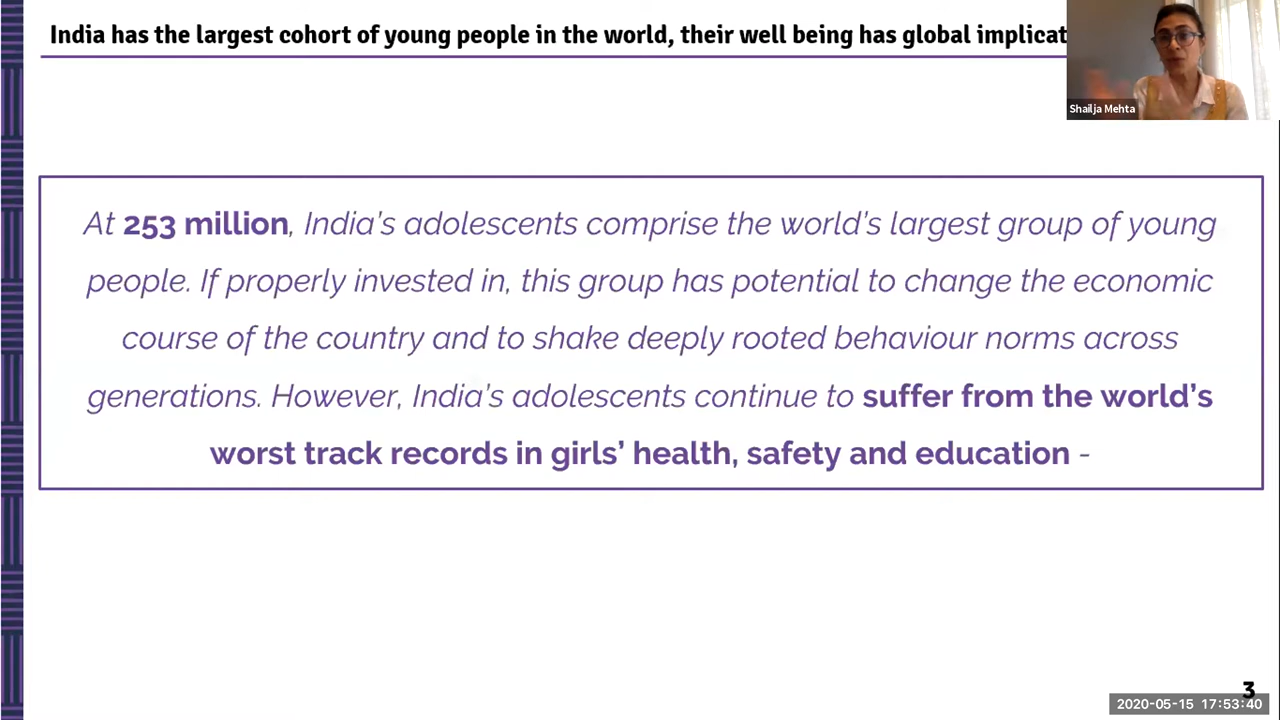 India has the largest cohort of young people in the world, their well being has global implicat
Shailja Mehta
At 253 million, India's adolescents comprise the world's largest group of young
people. If properly invested in, this group has potential to change the economic
course of the country and to shake deeply rooted behaviour norms across
generations. However, India's adolescents continue to suffer from the world's
worst track records in girls' health, safety and education -
3
2020-05-15 17:53:40